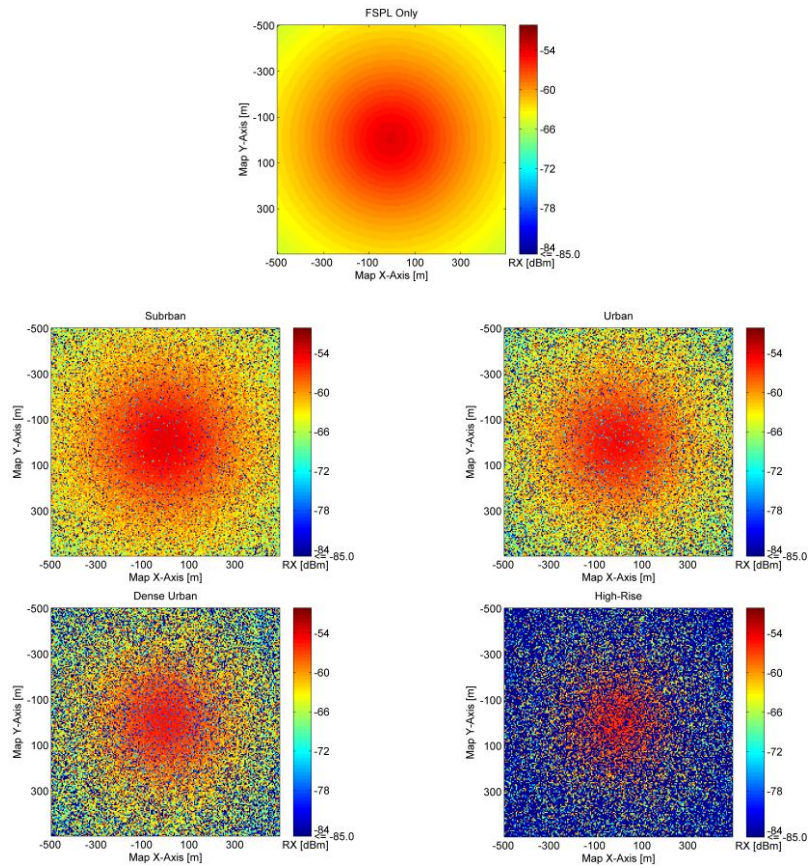 FSPL Only
-500
-300
-100
100
300
Map Y-Axis [m]
-500 -300 -100 100 300
Map X-Axis [m]
-54
-60
-66
-72
-78
-84
<= -85.0
RX [dBm]
Subrban
-500
-300
-100
100
300
Map Y-Axis [m]
-500 -300 -100 100 300
Map X-Axis [m]
-54
-60
-66
-72
-78
84
<= -85.0
RX [dBm]
Urban
-500
-300
-100
100
300
Map Y-Axis [m]
-500 -300 -100 100 300
Map X-Axis [m]
-54
-60
-66
-72
-78
84
<= -85.0
RX [dBm]
Dense Urban
-500
-300
-100
100
300
Map Y-Axis [m]
-500 -300 -100 100 300
Map X-Axis [m]
-54
-60
-66
-72
-78
84
<= -85.0
RX [dBm]
High-Rise
-500
-300
-100
100
300
Map Y-Axis [m]
-500 -300 -100 100 300
Map X-Axis [m]
-54
-60
-66
-72
-78
84
<= -85.0
RX [dBm]